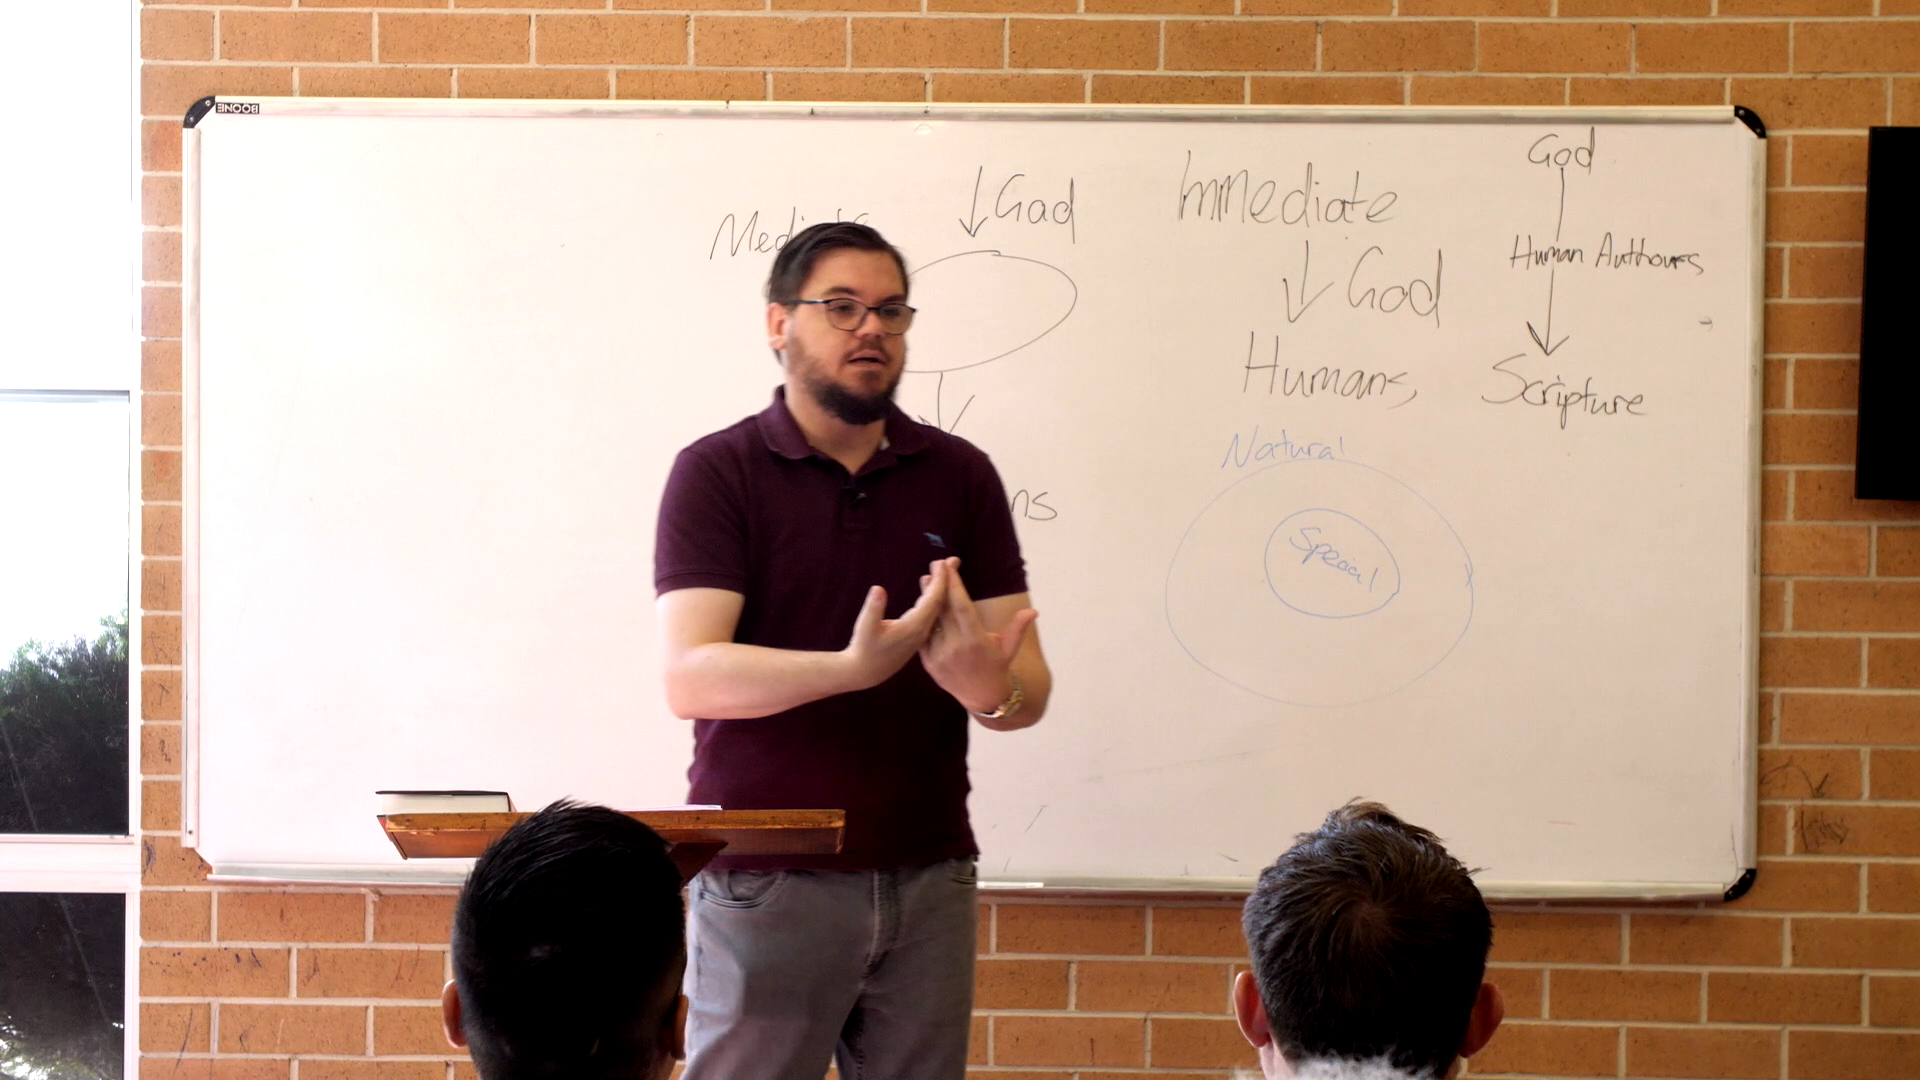 BOONE
God
Immediate
God
God
Human Authours
Humans,
Scripture
Natural
Special